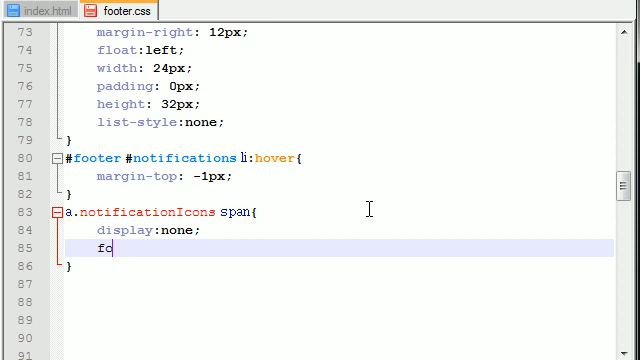 index.html footer.css
73 margin-right: 12px;
74 float:left;
75 width: 24px;
76 padding: 0px;
77 height: 32px;
78 list-style:none;
79 }
80 #footer #notifications li:hover{
81 margin-top: -1px;
82 }
83 a.notificationIcons span{
84 display:none;
85 fo
86 }
87
88
89
90
91